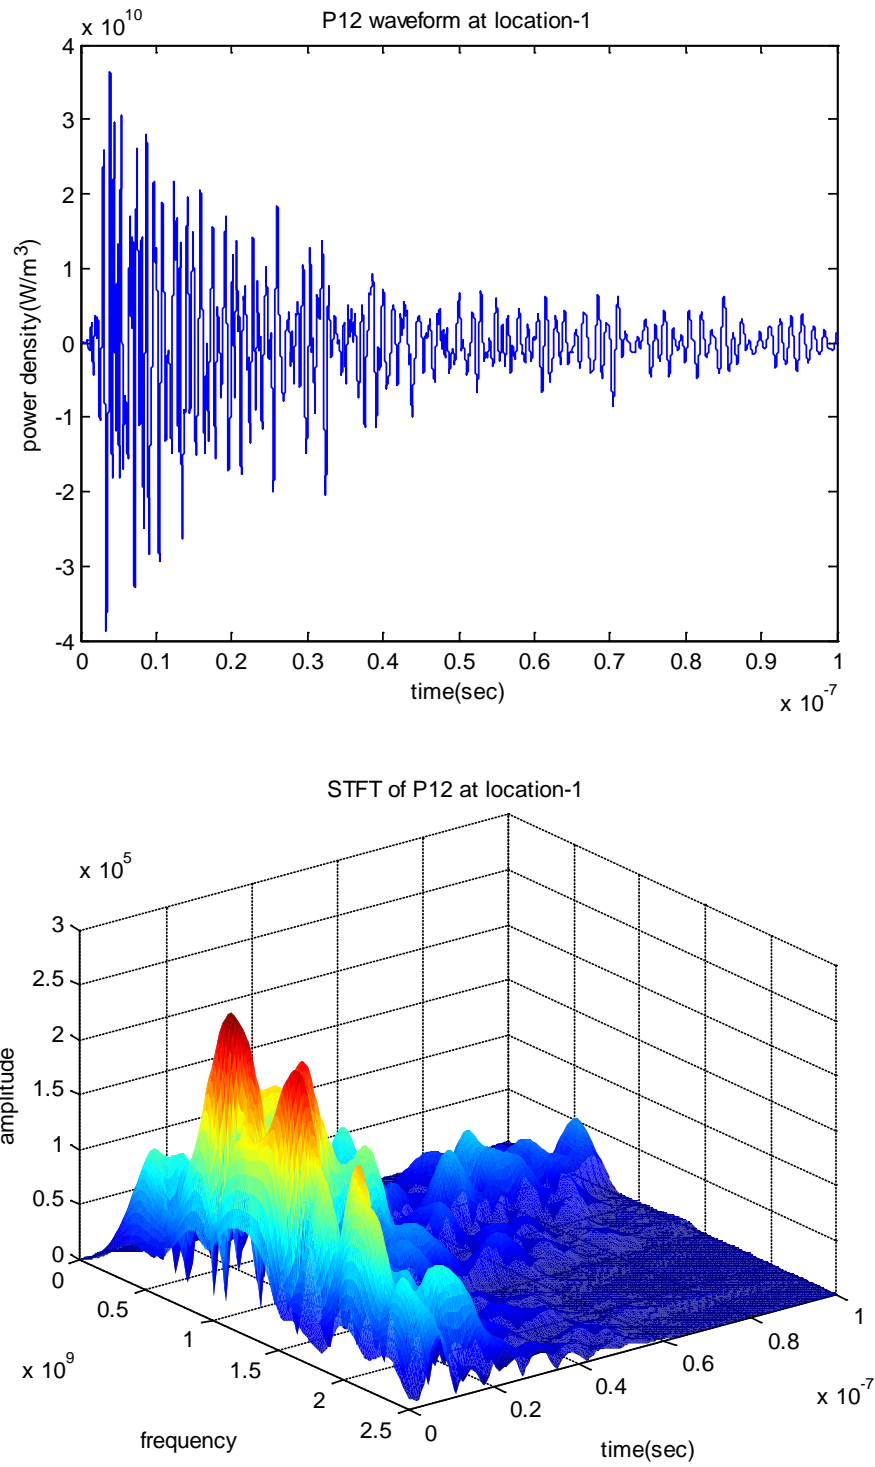 P12 waveform at location-1
x 10^10
4
3
2
1
0
-1
-2
-3
-4
power density(W/m^3)
0 0.1 0.2 0.3 0.4 0.5 0.6 0.7 0.8 0.9 1
time(sec)
x 10^-7
STFT of P12 at location-1
x 10^5
3
2.5
2
1.5
1
0.5
0
amplitude
0
0.5
1
1.5
2
2.5
x 10^9
frequency
0
0.2
0.4
0.6
0.8
1
x 10^-7
time(sec)